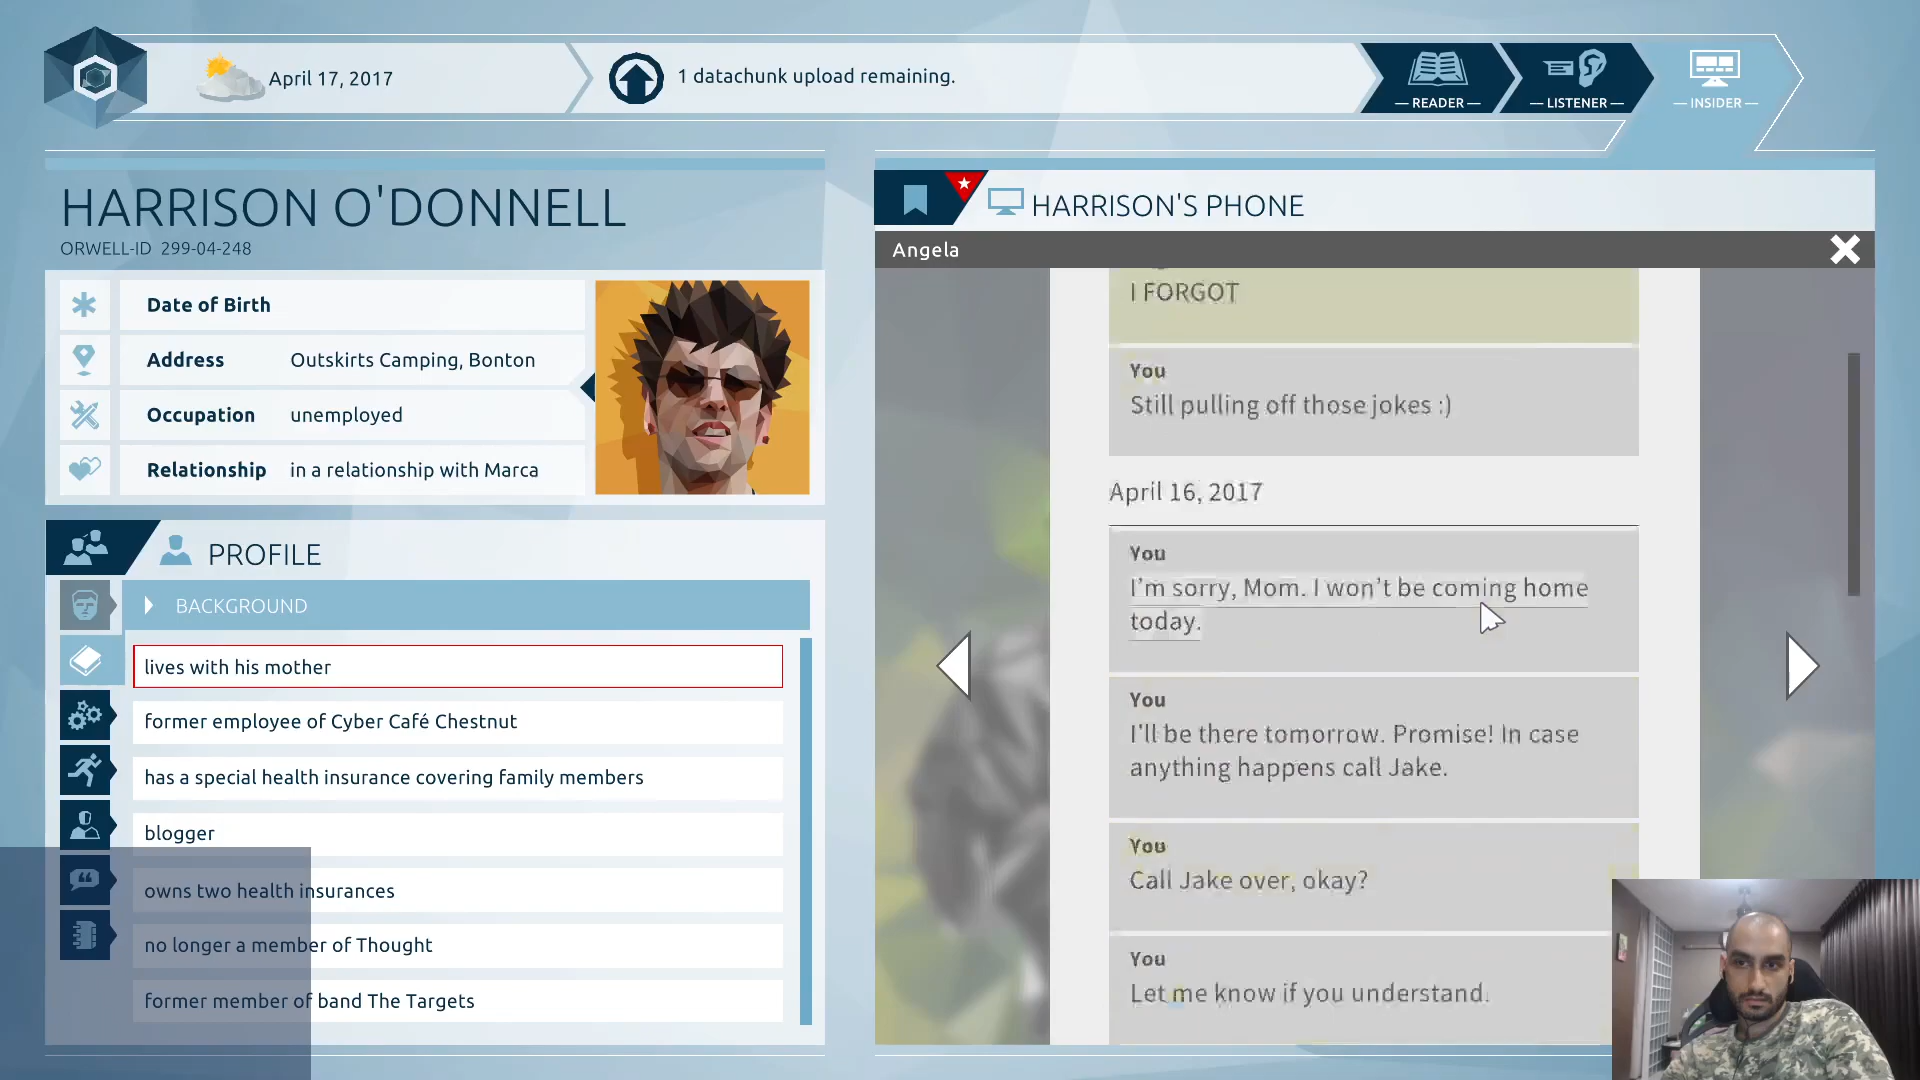 April 17, 2017
1 datachunk upload remaining.
— READER —
— LISTENER —
— INSIDER —
HARRISON O'DONNELL
ORWELL-ID 299-04-248
Date of Birth
Address Outskirts Camping, Bonton
Occupation unemployed
Relationship in a relationship with Marca
PROFILE
BACKGROUND
lives with his mother
former employee of Cyber Café Chestnut
has a special health insurance covering family members
blogger
owns two health insurances
no longer a member of Thought
former member of band The Targets
HARRISON'S PHONE
Angela
I FORGOT
You
Still pulling off those jokes :)
April 16, 2017
You
I'm sorry, Mom. I won't be coming home
today.
You
I'll be there tomorrow. Promise! In case
anything happens call Jake.
You
Call Jake over, okay?
You
Let me know if you understand.